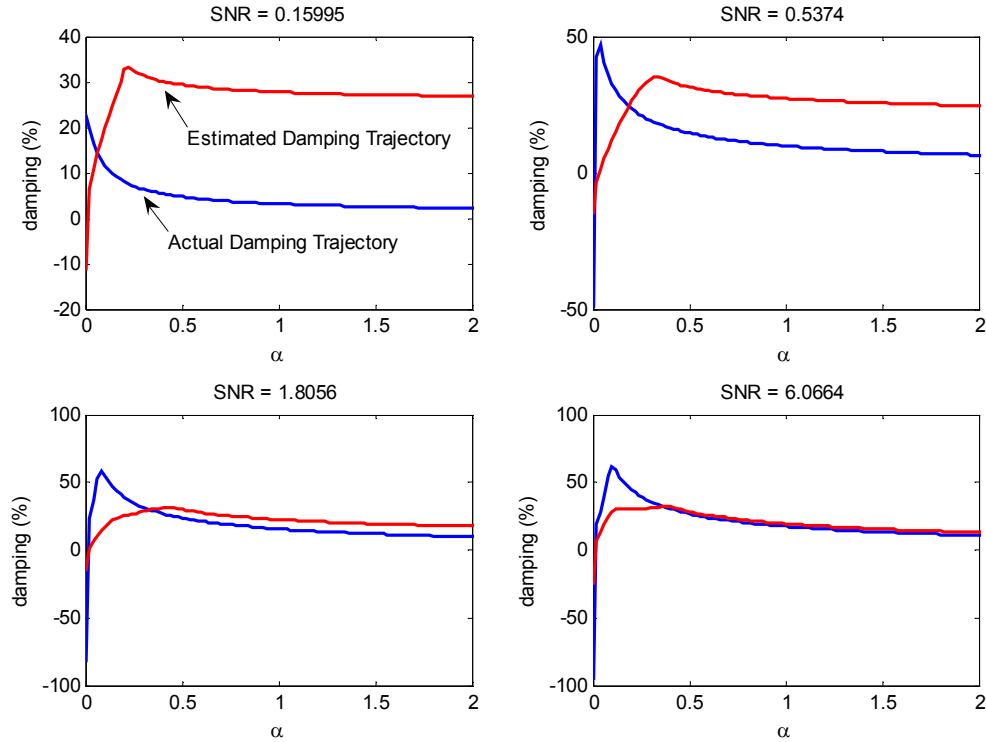 SNR = 0.15995
40
30
20
10
0
-10
-20
damping (%)
Estimated Damping Trajectory
Actual Damping Trajectory
0
0.5
1
1.5
2
α
SNR = 0.5374
50
0
-50
damping (%)
0
0.5
1
1.5
2
α
SNR = 1.8056
100
50
0
-50
-100
damping (%)
0
0.5
1
1.5
2
α
SNR = 6.0664
100
50
0
-50
-100
damping (%)
0
0.5
1
1.5
2
α